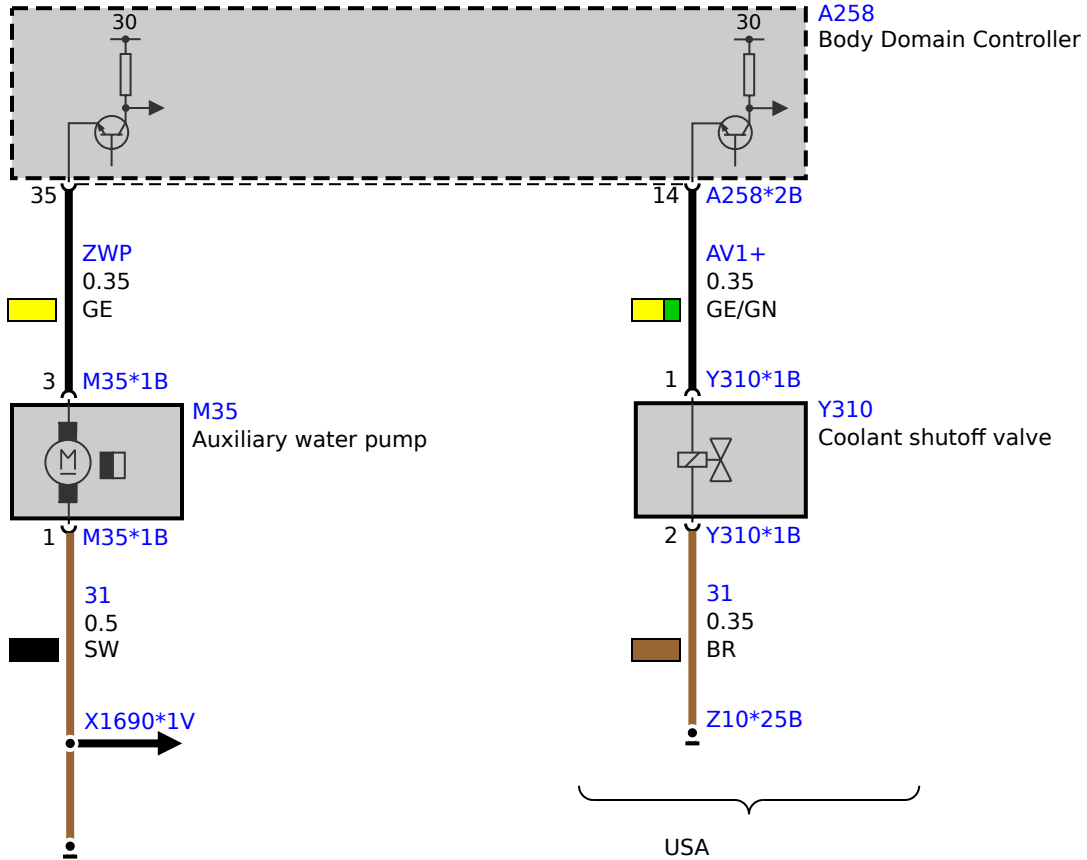 30
30
A258
Body Domain Controller
35
14
A258*2B
ZWP
0.35
GE
AV1+
0.35
GE/GN
3
M35*1B
1
Y310*1B
M35
Auxiliary water pump
Y310
Coolant shutoff valve
M
1
M35*1B
2
Y310*1B
31
0.5
SW
31
0.35
BR
X1690*1V
Z10*25B
USA